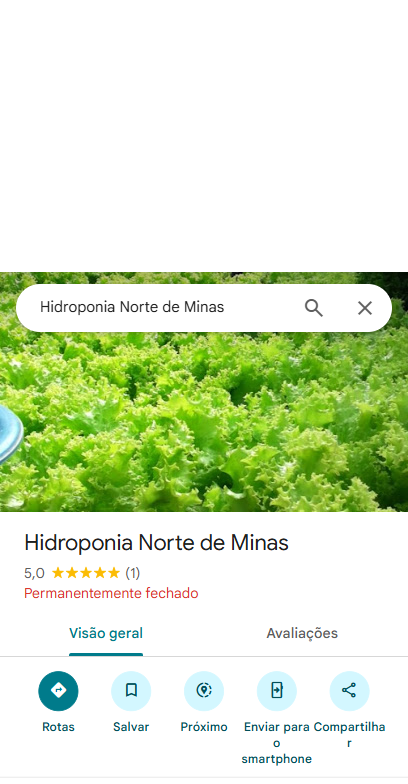 Hidroponia Norte de Minas
Hidroponia Norte de Minas
5,0 ★★★★★ (1)
Permanentemente fechado
Visão geral
Avaliações
Rotas
Salvar
Próximo
Enviar para
o
smartphone
Compartilha
r